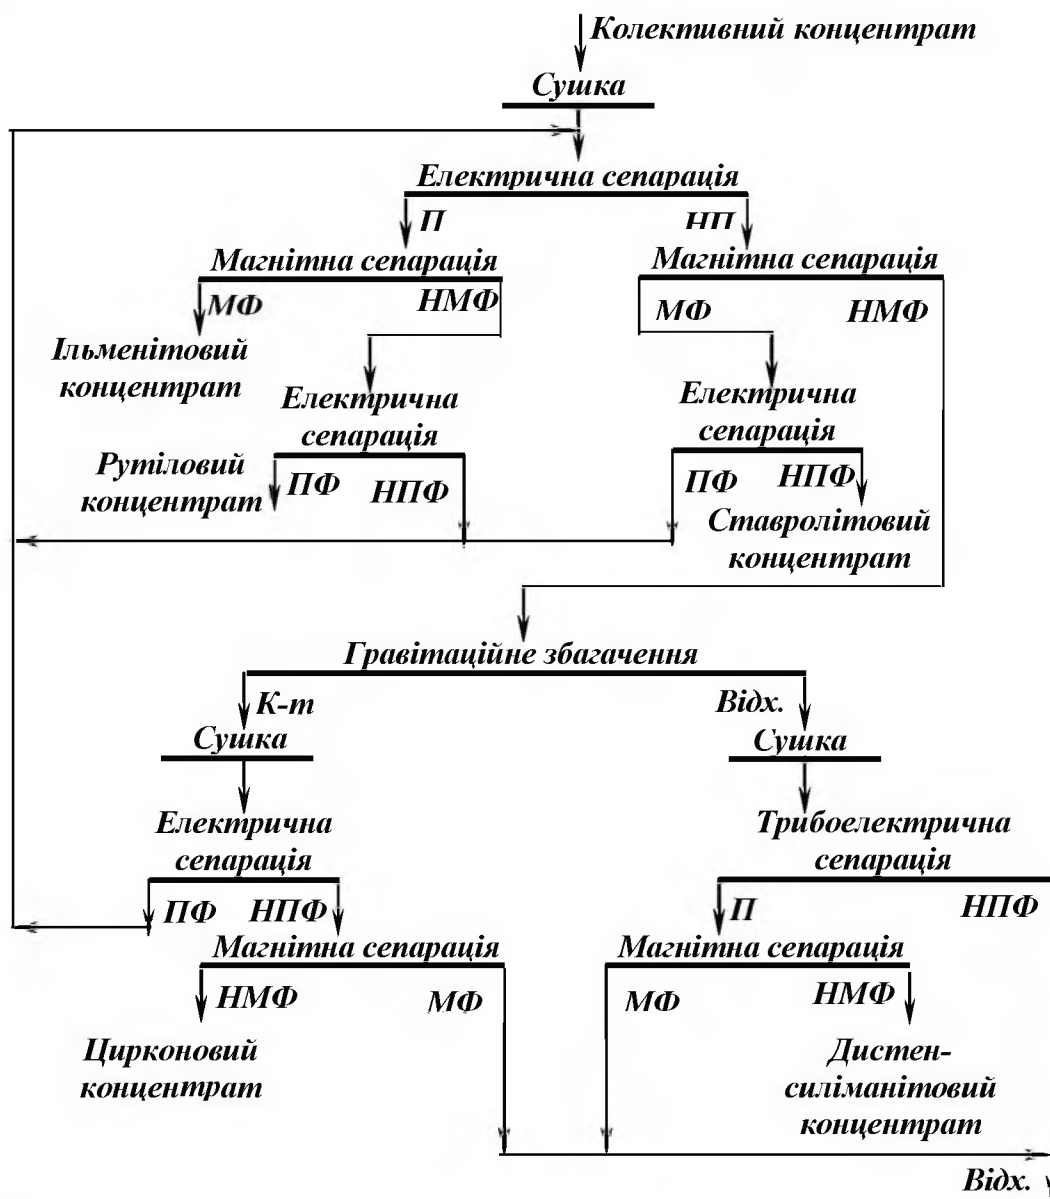 Колективний концентрат
Сушка
Електрична сепарація
П
НП
Магнітна сепарація
Магнітна сепарація
МФ
НМФ
МФ
НМФ
Ільменітовий
концентрат
Електрична
сепарація
Електрична
сепарація
Рутіловий
концентрат
ПФ
НПФ
ПФ
НПФ
Ставролітовий
концентрат
Гравітаційне збагачення
К-т
Відх.
Сушка
Сушка
Електрична
сепарація
Трибоелектрична
сепарація
ПФ
НПФ
П
НПФ
Магнітна сепарація
Магнітна сепарація
НМФ
МФ
МФ
НМФ
Цирконовий
концентрат
Дистен-
силіманітовий
концентрат
Відх.